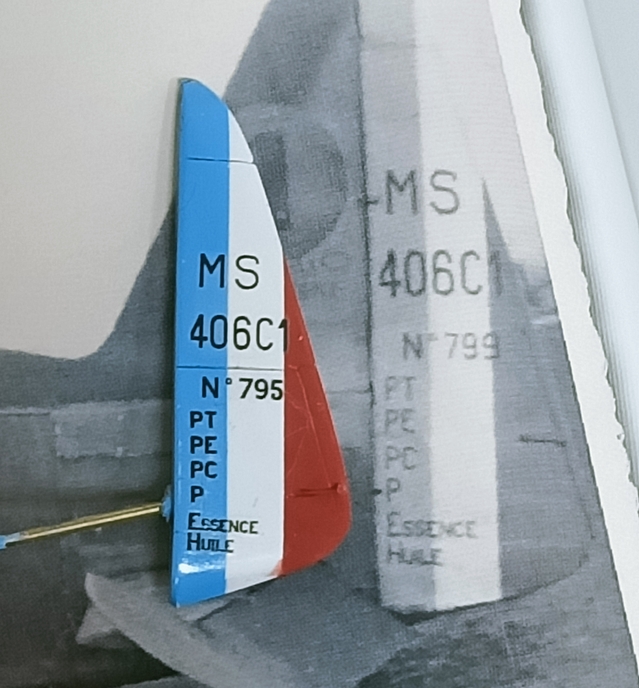 MS
406C1
N°795
PT
PE
PC
P
ESSENCE
HUILE
MS
406C1
N°799
PT
PE
PC
P
ESSENCE
HUILE